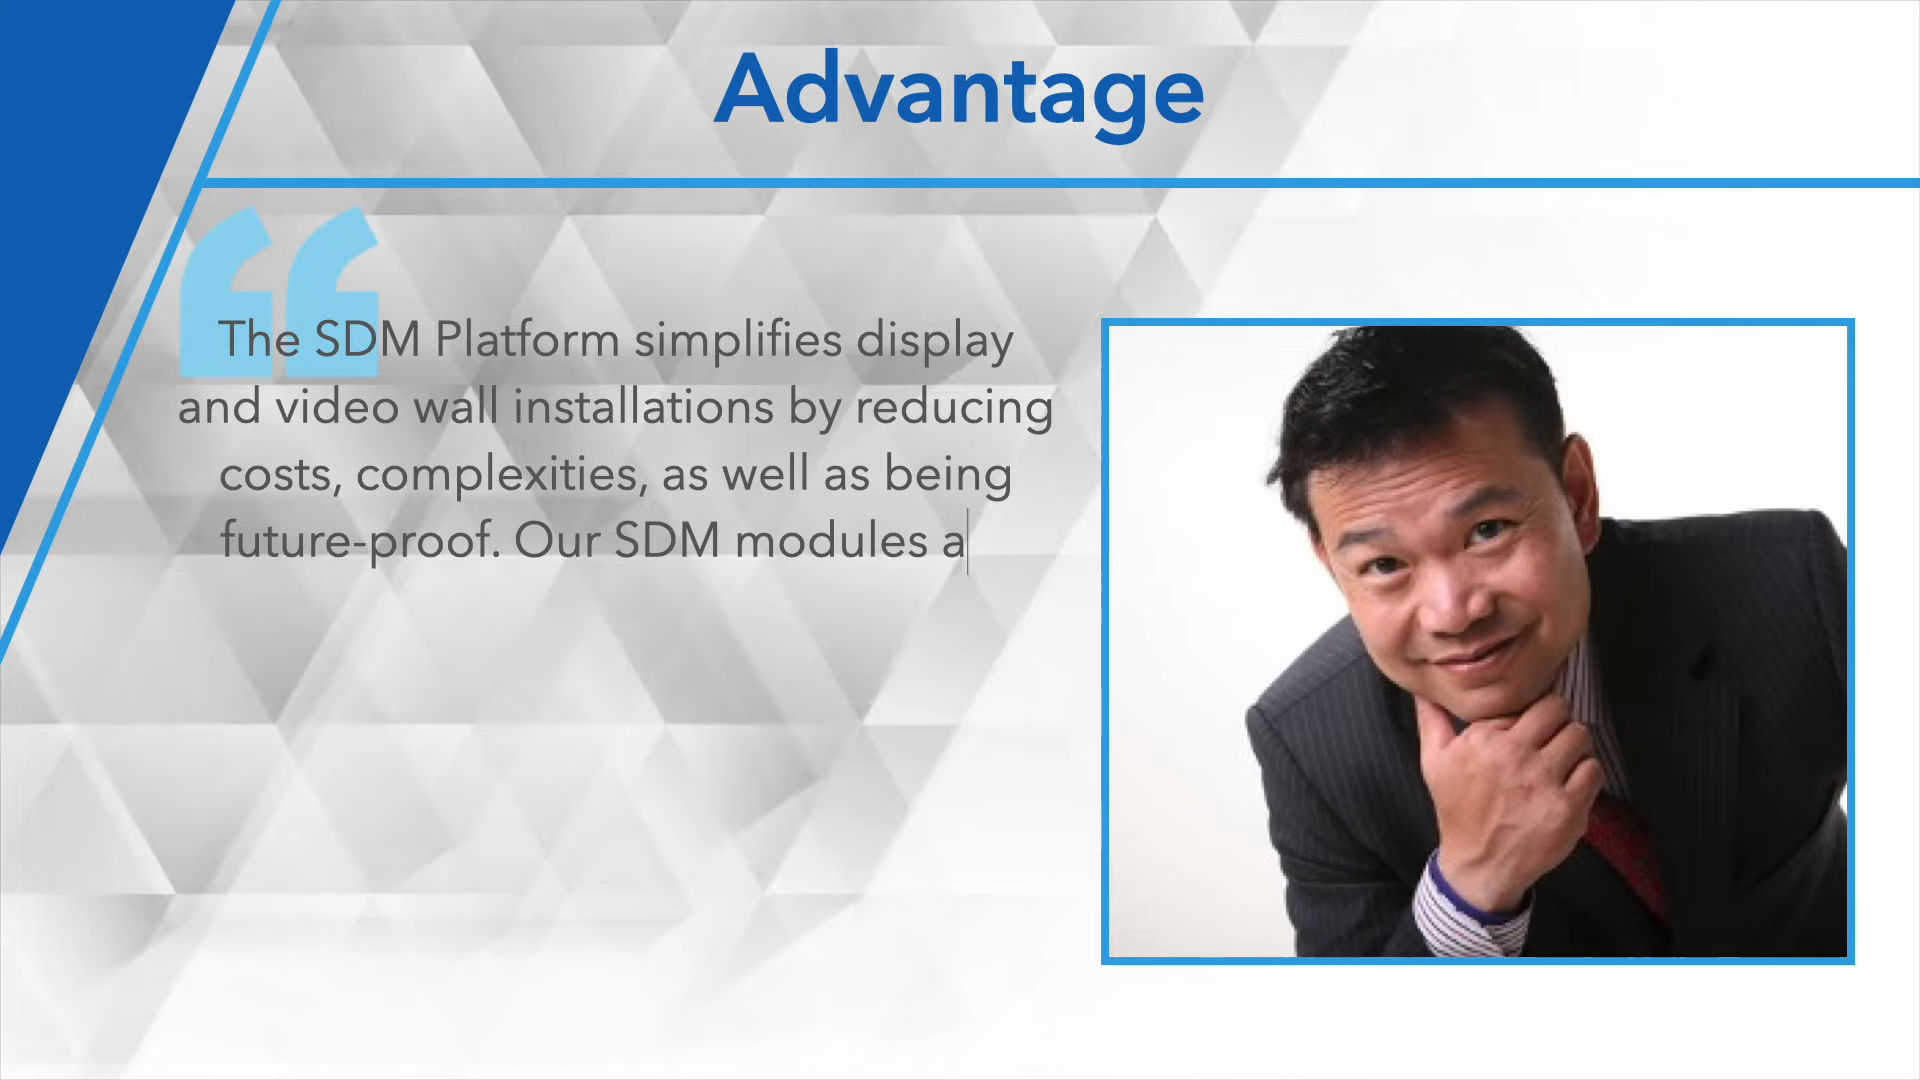 Advantage
“
The SDM Platform simplifies display
and video wall installations by reducing
costs, complexities, as well as being
future-proof. Our SDM modules a